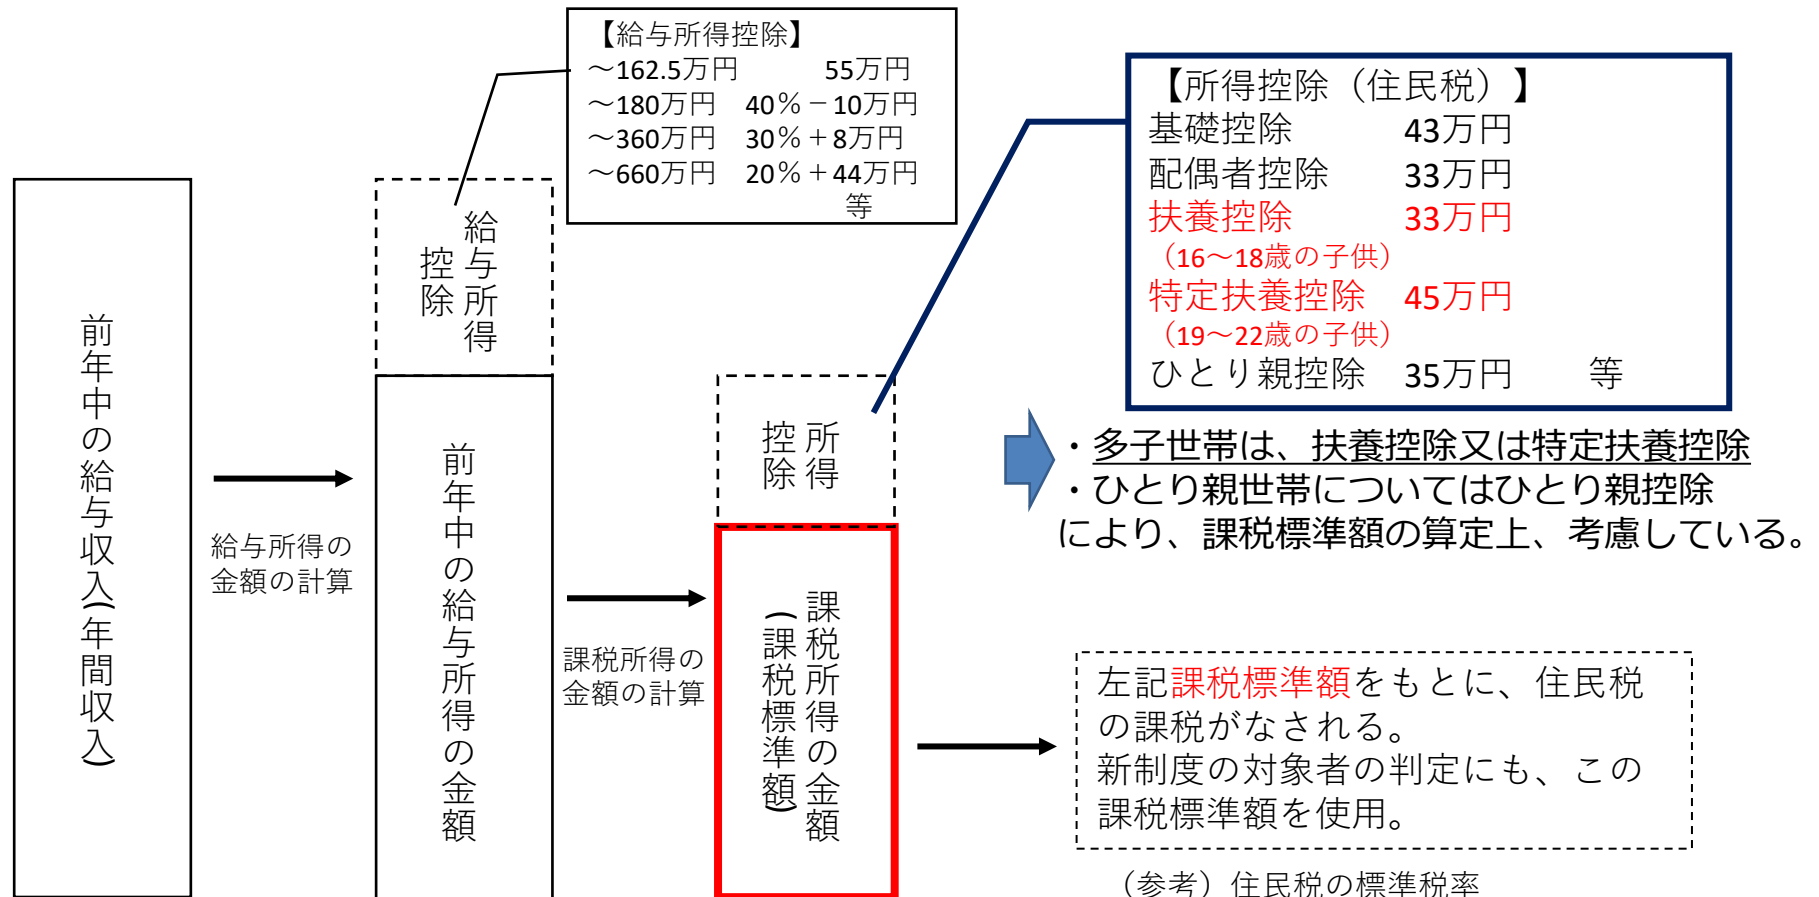 【給与所得控除】
～162.5万円 55万円
～180万円 40％－10万円
～360万円 30％＋8万円
～660万円 20％＋44万円
等
【所得控除（住民税）】
基礎控除 43万円
配偶者控除 33万円
扶養控除 33万円
（16～18歳の子供）
特定扶養控除 45万円
（19～22歳の子供）
ひとり親控除 35万円 等
前年中の給与収入(年間収入)
給与所得の
金額の計算
給与所得
控除
前年中の給与所得の金額
課税所得の
金額の計算
所得
控除
課税所得の金額
(課税標準額)
・多子世帯は、扶養控除又は特定扶養控除
・ひとり親世帯についてはひとり親控除
により、課税標準額の算定上、考慮している。
左記課税標準額をもとに、住民税
の課税がなされる。
新制度の対象者の判定にも、この
課税標準額を使用。
（参考）住民税の標準税率